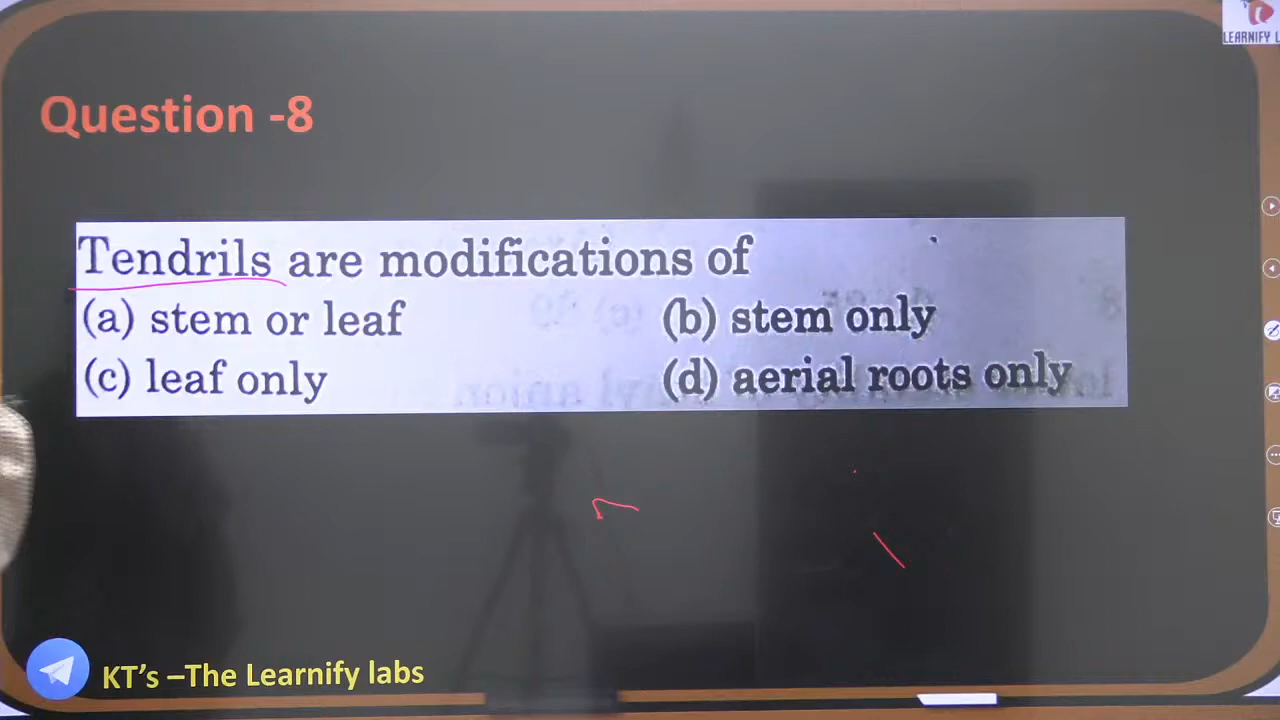 LEARNIFY L
Question -8
Tendrils are modifications of
(a) stem or leaf
(b) stem only
(c) leaf only
(d) aerial roots only
KT's –The Learnify labs